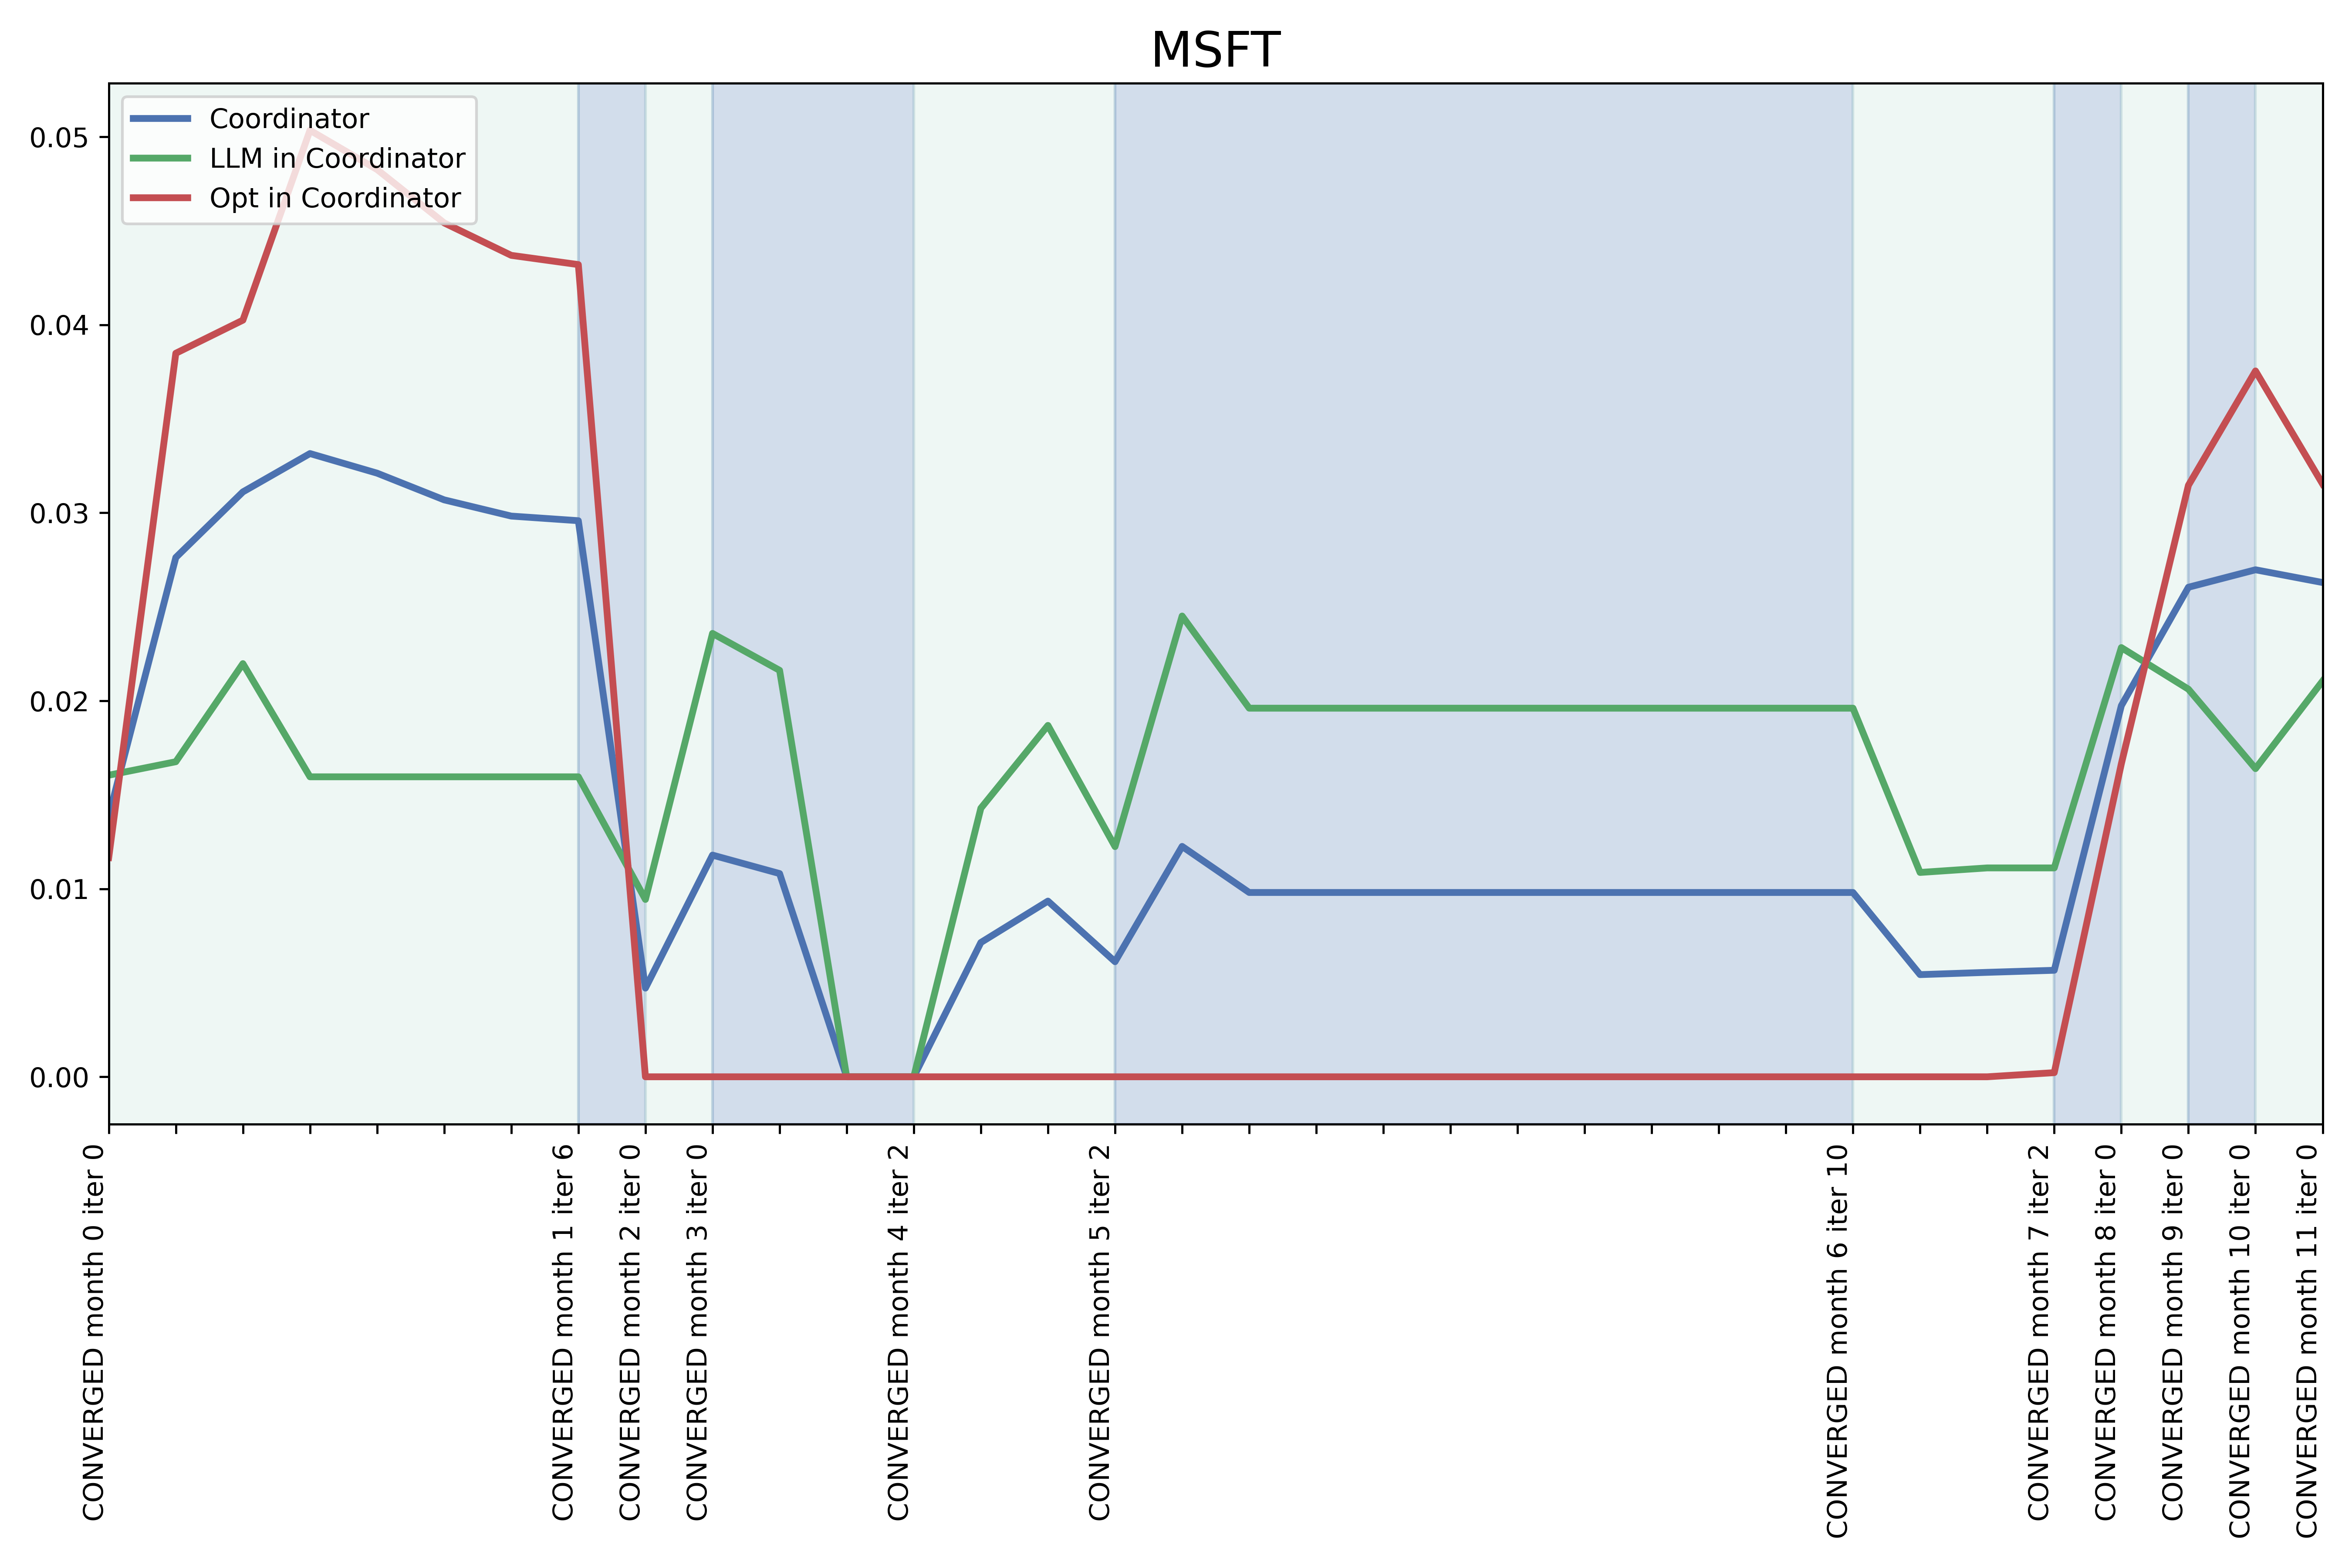 MSFT
Coordinator
LLM in Coordinator
Opt in Coordinator
0.05
0.04
0.03
0.02
0.01
0.00
CONVERGED month 0 iter 0
CONVERGED month 1 iter 6
CONVERGED month 2 iter 0
CONVERGED month 3 iter 0
CONVERGED month 4 iter 2
CONVERGED month 5 iter 2
CONVERGED month 6 iter 10
CONVERGED month 7 iter 2
CONVERGED month 8 iter 0
CONVERGED month 9 iter 0
CONVERGED month 10 iter 0
CONVERGED month 11 iter 0